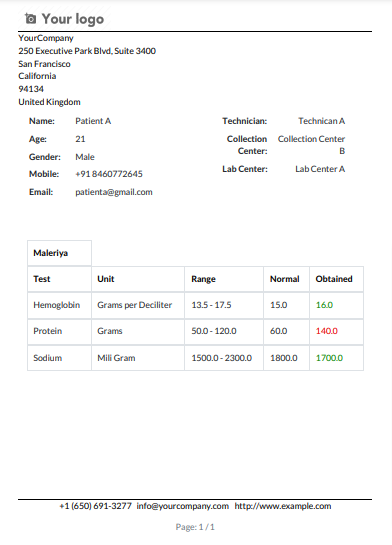 Your logo
YourCompany
250 Executive Park Blvd, Suite 3400
San Francisco
California
94134
United Kingdom
Name: Patient A Technician: Technican A
Age: 21 Collection Center: Collection Center B
Gender: Male
Mobile: +91 8460772645 Lab Center: Lab Center A
Email: patienta@gmail.com
Maleriya
Test Unit Range Normal Obtained
Hemoglobin Grams per Deciliter 13.5 - 17.5 15.0 16.0
Protein Grams 50.0 - 120.0 60.0 140.0
Sodium Mili Gram 1500.0 - 2300.0 1800.0 1700.0
+1 (650) 691-3277 info@yourcompany.com http://www.example.com
Page: 1 / 1